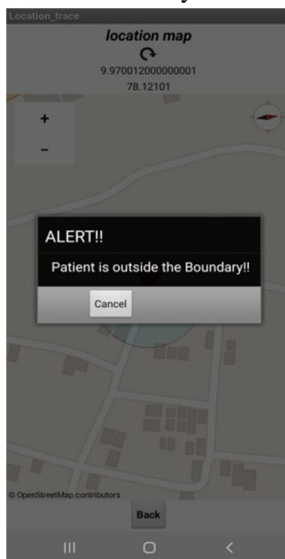 Location_trace
location map
9.970012000000001
78.12101
+
−
ALERT!!
Patient is outside the Boundary!!
Cancel
© OpenStreetMap contributors
Back